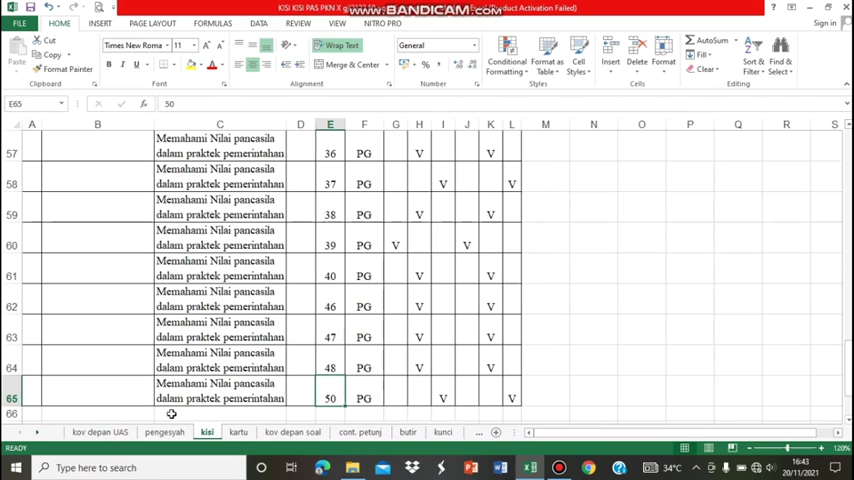 KISI KISI PAS PKN X
(Product Activation Failed)
www.BANDICAM.com
FILE HOME INSERT PAGE LAYOUT FORMULAS DATA REVIEW VIEW NITRO PRO Sign in
Cut
Copy
Format Painter
Paste
Clipboard
Times New Roma 11
B I U
Font
Wrap Text
Merge & Center
Alignment
General
Number
Conditional Formatting
Format as Table
Cell Styles
Styles
Insert Delete Format
Cells
AutoSum
Fill
Clear
Sort & Filter
Find & Select
Editing
E65 fx 50
A B C D E F G H I J K L M N O P Q R S
Memahami Nilai pancasila
57 dalam praktek pemerintahan 36 PG V V
Memahami Nilai pancasila
58 dalam praktek pemerintahan 37 PG V V
Memahami Nilai pancasila
59 dalam praktek pemerintahan 38 PG V V
Memahami Nilai pancasila
60 dalam praktek pemerintahan 39 PG V V
Memahami Nilai pancasila
61 dalam praktek pemerintahan 40 PG V V
Memahami Nilai pancasila
62 dalam praktek pemerintahan 46 PG V V
Memahami Nilai pancasila
63 dalam praktek pemerintahan 47 PG V V
Memahami Nilai pancasila
64 dalam praktek pemerintahan 48 PG V V
Memahami Nilai pancasila
65 dalam praktek pemerintahan 50 PG V V
66
kov depan UAS pengesyah kisi kartu kov depan soal cont. petunj butir kunci ...
READY 120%
Type here to search 34°C 16:43
20/11/2021